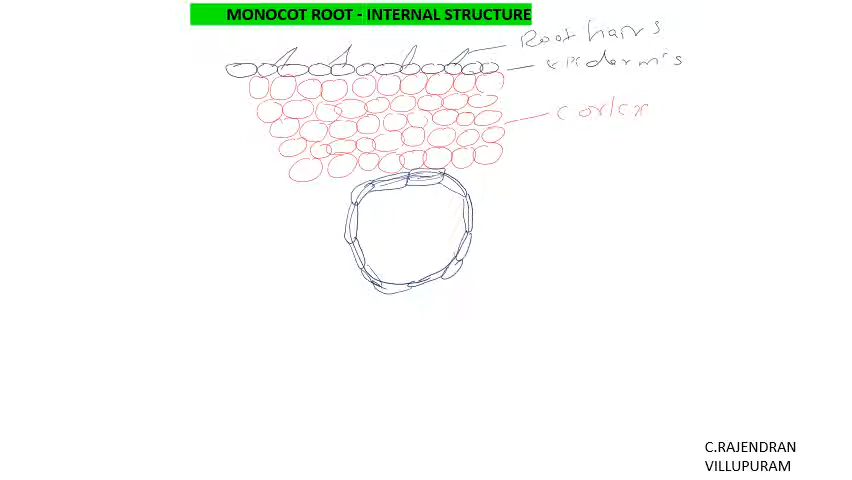 MONOCOT ROOT - INTERNAL STRUCTURE
Root hairs
Epidermis
Cortex
C.RAJENDRAN
VILLUPURAM